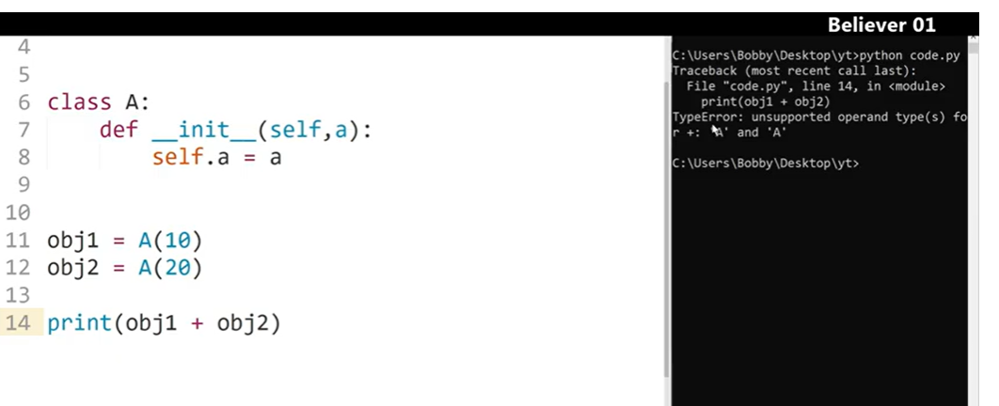 Believer 01
4
5
6 class A:
7     def __init__(self,a):
8         self.a = a
9
10
11 obj1 = A(10)
12 obj2 = A(20)
13
14 print(obj1 + obj2)
C:\Users\Bobby\Desktop\yt>python code.py
Traceback (most recent call last):
  File "code.py", line 14, in <module>
    print(obj1 + obj2)
TypeError: unsupported operand type(s) fo
r +: 'A' and 'A'
C:\Users\Bobby\Desktop\yt>